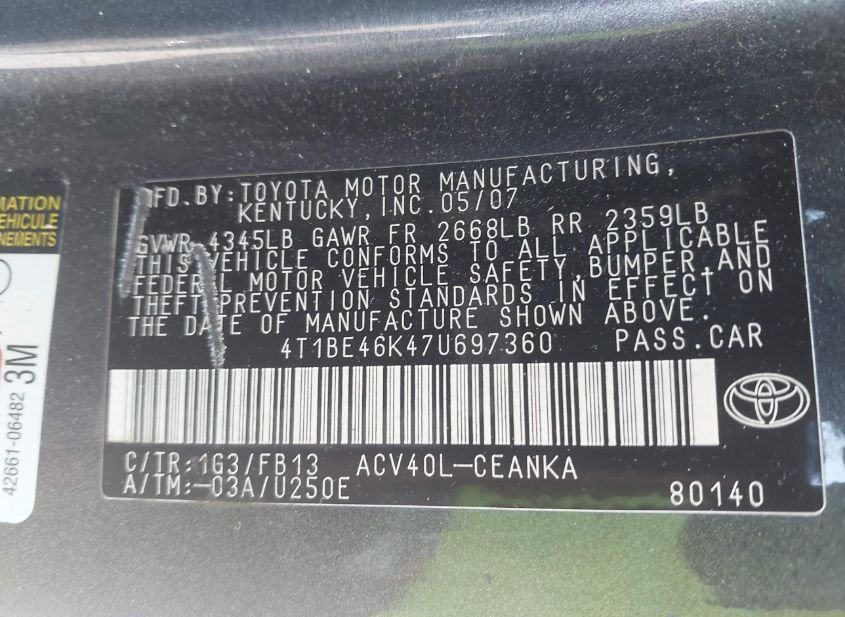 MFD. BY: TOYOTA MOTOR MANUFACTURING,
KENTUCKY, INC. 05/07
GVWR 4345LB GAWR FR 2668LB RR 2359LB
THIS VEHICLE CONFORMS TO ALL APPLICABLE
FEDERAL MOTOR VEHICLE SAFETY, BUMPER, AND
THEFT PREVENTION STANDARDS IN EFFECT ON
THE DATE OF MANUFACTURE SHOWN ABOVE.
4T1BE46K47U697360 PASS. CAR
C/TR: 1G3/FB13 ACV40L-CEANKA
A/TM: -03A/U250E
80140
MATION
VEHICULE
NEMENTS
3M
42661-06482